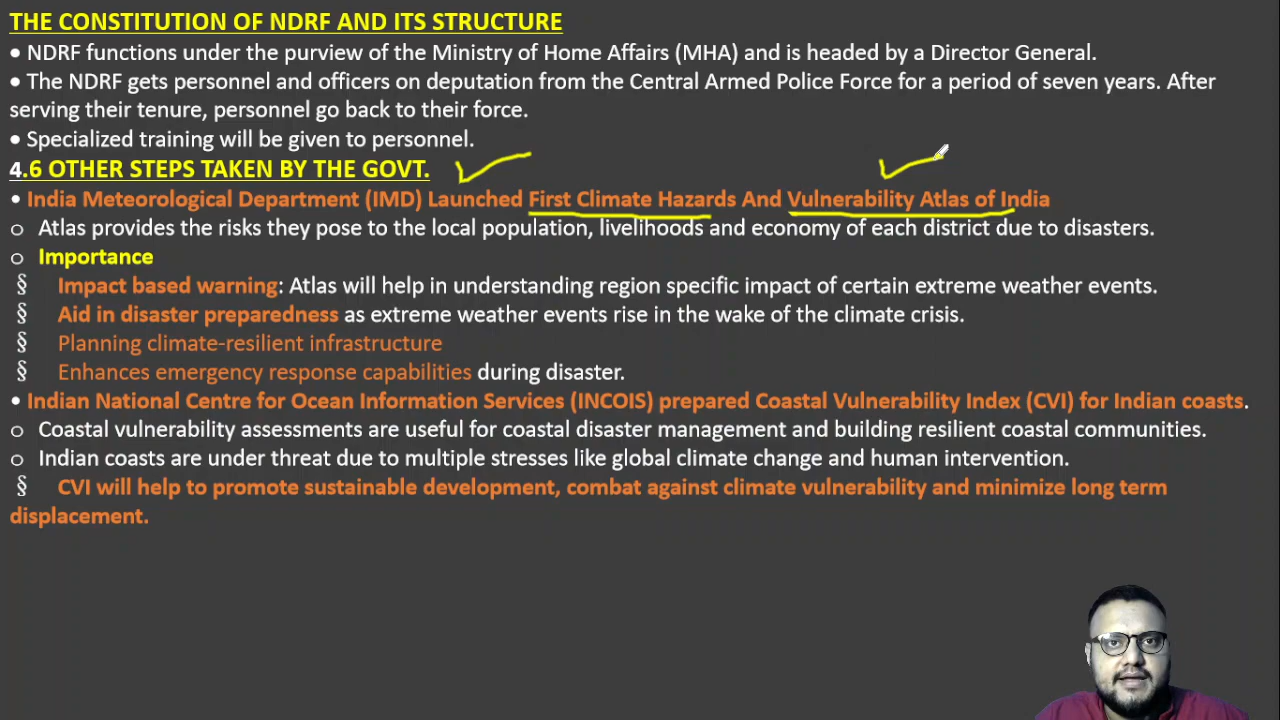 THE CONSTITUTION OF NDRF AND ITS STRUCTURE
• NDRF functions under the purview of the Ministry of Home Affairs (MHA) and is headed by a Director General.
• The NDRF gets personnel and officers on deputation from the Central Armed Police Force for a period of seven years. After
serving their tenure, personnel go back to their force.
• Specialized training will be given to personnel.
4.6 OTHER STEPS TAKEN BY THE GOVT.
• India Meteorological Department (IMD) Launched First Climate Hazards And Vulnerability Atlas of India
o Atlas provides the risks they pose to the local population, livelihoods and economy of each district due to disasters.
o Importance
§ Impact based warning: Atlas will help in understanding region specific impact of certain extreme weather events.
§ Aid in disaster preparedness as extreme weather events rise in the wake of the climate crisis.
§ Planning climate-resilient infrastructure
§ Enhances emergency response capabilities during disaster.
• Indian National Centre for Ocean Information Services (INCOIS) prepared Coastal Vulnerability Index (CVI) for Indian coasts.
o Coastal vulnerability assessments are useful for coastal disaster management and building resilient coastal communities.
o Indian coasts are under threat due to multiple stresses like global climate change and human intervention.
§ CVI will help to promote sustainable development, combat against climate vulnerability and minimize long term
displacement.